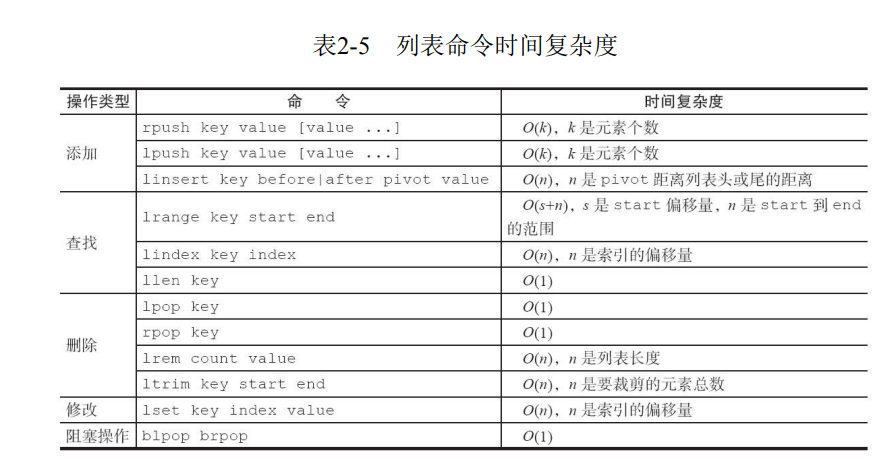 表2-5 列表命令时间复杂度
操作类型 命 令 时间复杂度
添加 rpush key value [value ...] O(k)，k 是元素个数
lpush key value [value ...] O(k)，k 是元素个数
linsert key before|after pivot value O(n)，n 是 pivot 距离列表头或尾的距离
查找 lrange key start end O(s+n)，s 是 start 偏移量，n 是 start 到 end
的范围
lindex key index O(n)，n 是索引的偏移量
llen key O(1)
删除 lpop key O(1)
rpop key O(1)
lrem count value O(n)，n 是列表长度
ltrim key start end O(n)，n 是要裁剪的元素总数
修改 lset key index value O(n)，n 是索引的偏移量
阻塞操作 blpop brpop O(1)